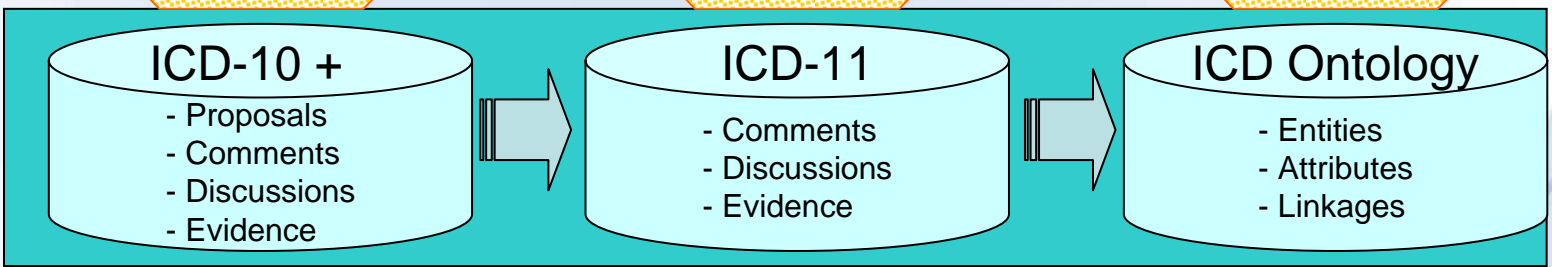 ICD-10 +
- Proposals
- Comments
- Discussions
- Evidence
ICD-11
- Comments
- Discussions
- Evidence
ICD Ontology
- Entities
- Attributes
- Linkages